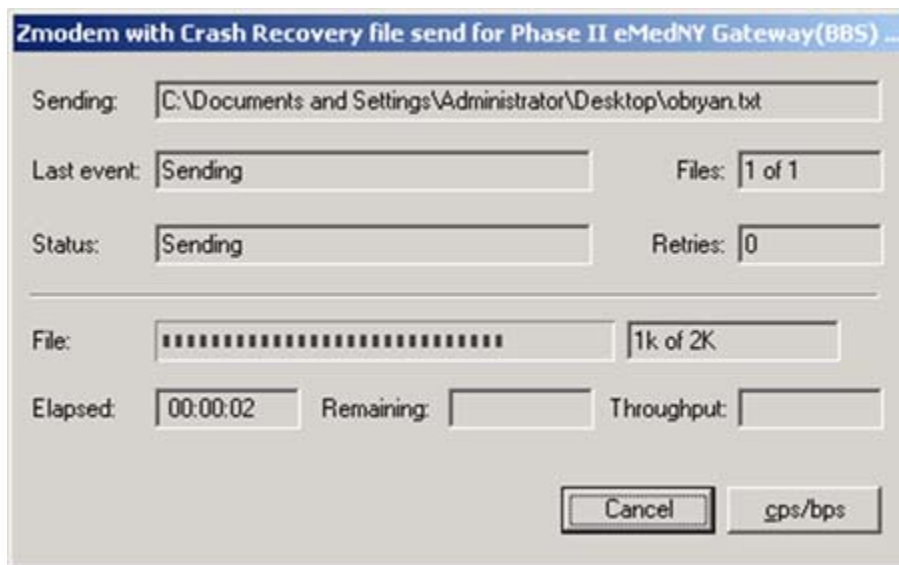 Zmodem with Crash Recovery file send for Phase II eMedNY Gateway(BBS) ...
Sending: C:\Documents and Settings\Administrator\Desktop\obryan.txt
Last event: Sending Files: 1 of 1
Status: Sending Retries: 0
File: 1k of 2K
Elapsed: 00:00:02 Remaining: Throughput:
Cancel cps/bps